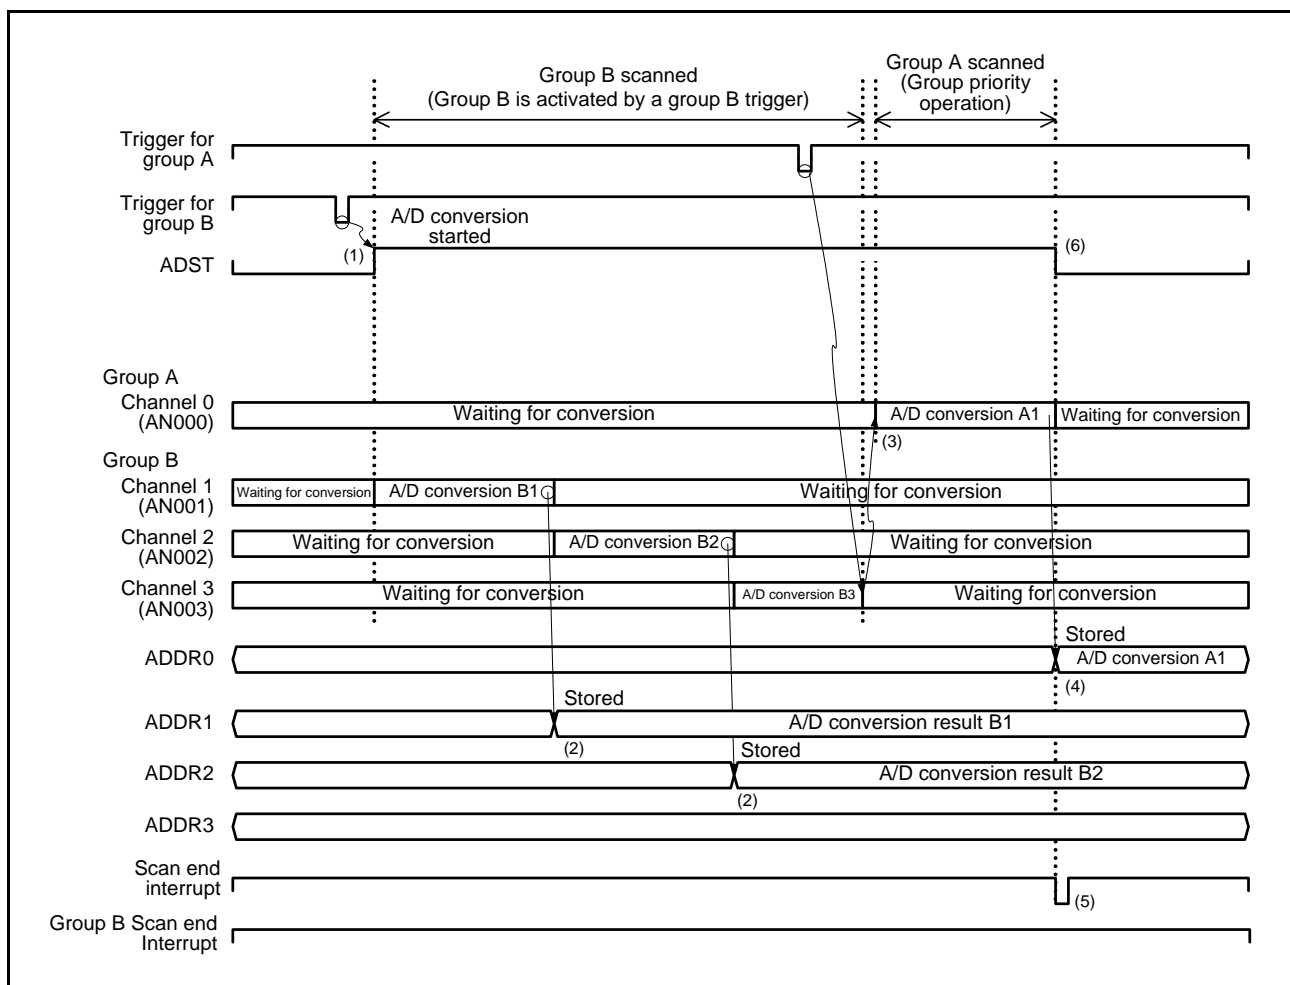 Group B scanned
(Group B is activated by a group B trigger)
Group A scanned
(Group priority
operation)
Trigger for
group A
Trigger for
group B
A/D conversion
started
ADST
(1)
(6)
Group A
Channel 0
(AN000)
Waiting for conversion
A/D conversion A1
Waiting for conversion
(3)
Group B
Channel 1
(AN001)
Waiting for conversion
A/D conversion B1
Waiting for conversion
Channel 2
(AN002)
Waiting for conversion
A/D conversion B2
Waiting for conversion
Channel 3
(AN003)
Waiting for conversion
A/D conversion B3
Waiting for conversion
ADDR0
Stored
A/D conversion A1
(4)
ADDR1
Stored
A/D conversion result B1
(2)
ADDR2
Stored
A/D conversion result B2
(2)
ADDR3
Scan end
interrupt
(5)
Group B Scan end
Interrupt